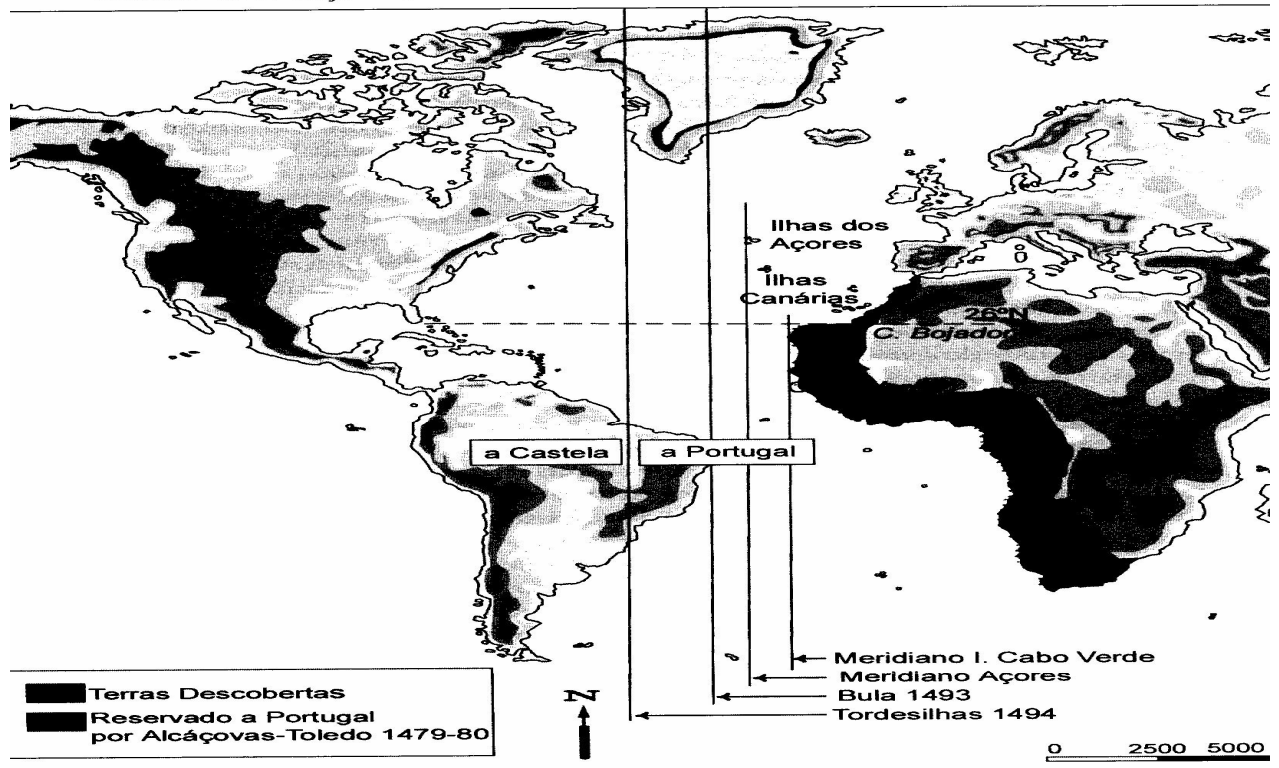 Ilhas dos
Açores
Ilhas
Canárias
26ºN
C. Bojador
a Castela
a Portugal
Meridiano I. Cabo Verde
Meridiano Açores
Bula 1493
Tordesilhas 1494
Terras Descobertas
Reservado a Portugal
por Alcáçovas-Toledo 1479-80
N
0 2500 5000